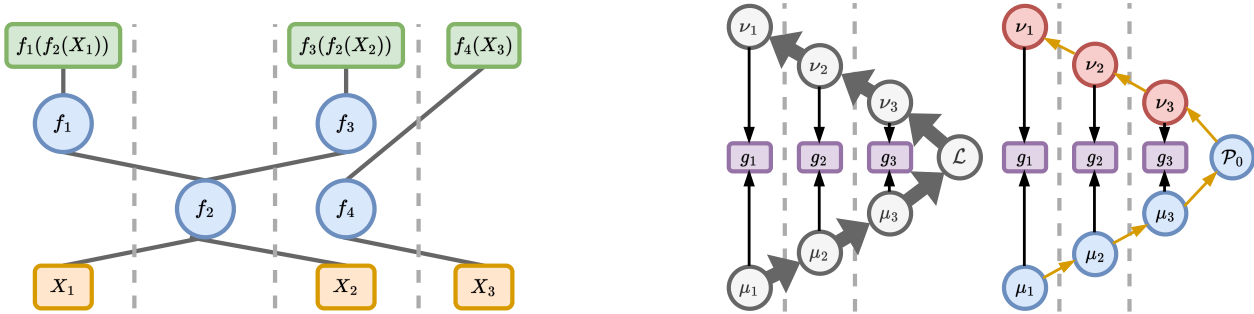 f₁(f₂(X₁)) f₃(f₂(X₂)) f₄(X₃)
f₁ f₃
f₂ f₄
X₁ X₂ X₃
ν₁
ν₂
ν₃
g₁ g₂ g₃ ℒ
μ₃
μ₂
μ₁
ν₁
ν₂
ν₃
g₁ g₂ g₃ 𝒫₀
μ₃
μ₂
μ₁